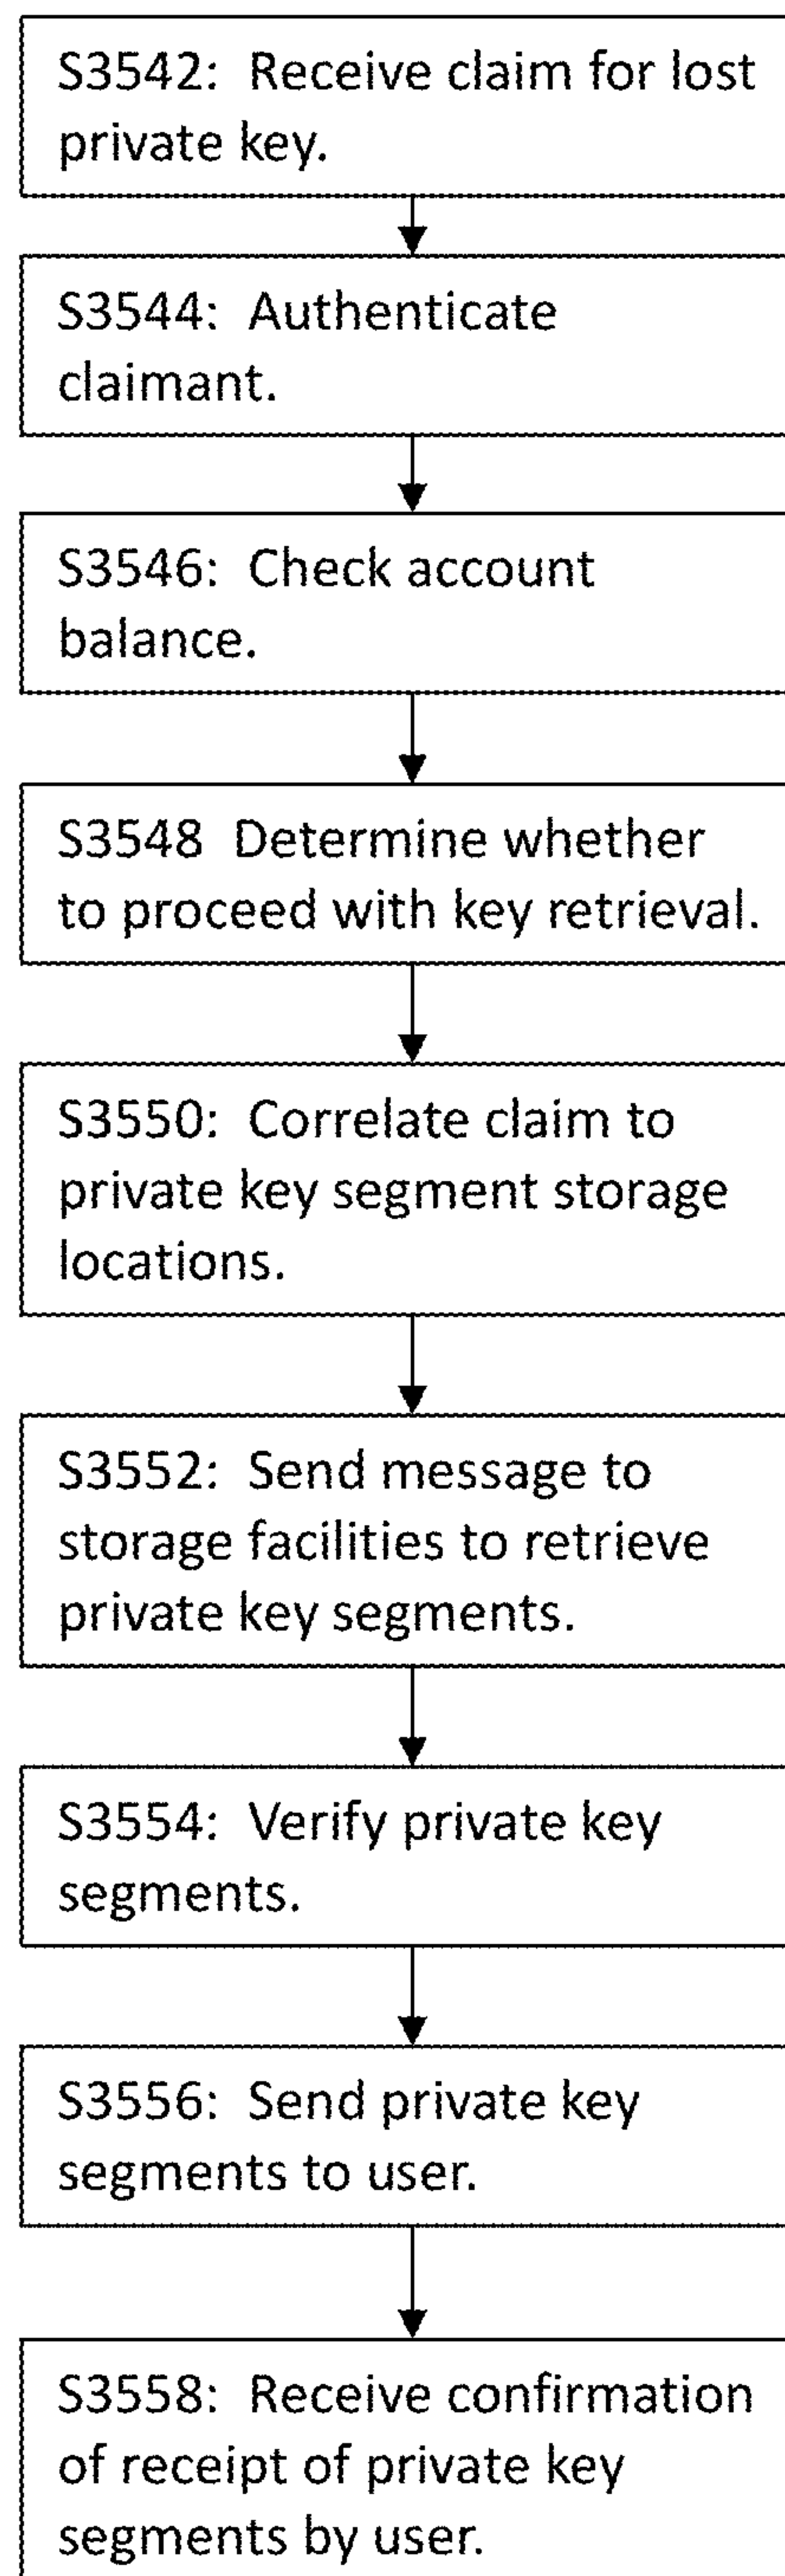 S3542: Receive claim for lost
private key.
S3544: Authenticate
claimant.
S3546: Check account
balance.
S3548 Determine whether
to proceed with key retrieval.
S3550: Correlate claim to
private key segment storage
locations.
S3552: Send message to
storage facilities to retrieve
private key segments.
S3554: Verify private key
segments.
S3556: Send private key
segments to user.
S3558: Receive confirmation
of receipt of private key
segments by user.